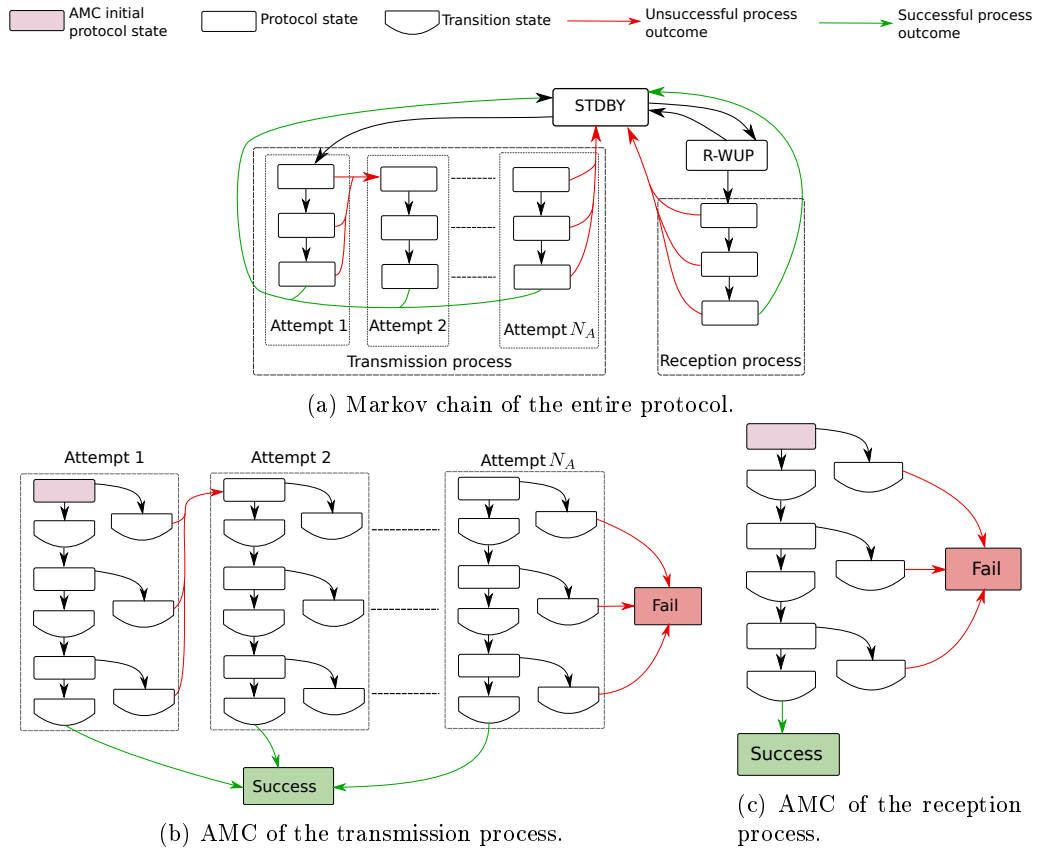 AMC initial
protocol state
Protocol state
Transition state
Unsuccessful process
outcome
Successful process
outcome
STDBY
R-WUP
Attempt 1
Attempt 2
Attempt N_A
Transmission process
Reception process
(a) Markov chain of the entire protocol.
Attempt 1
Attempt 2
Attempt N_A
Fail
Success
(b) AMC of the transmission process.
Fail
Success
(c) AMC of the reception
process.